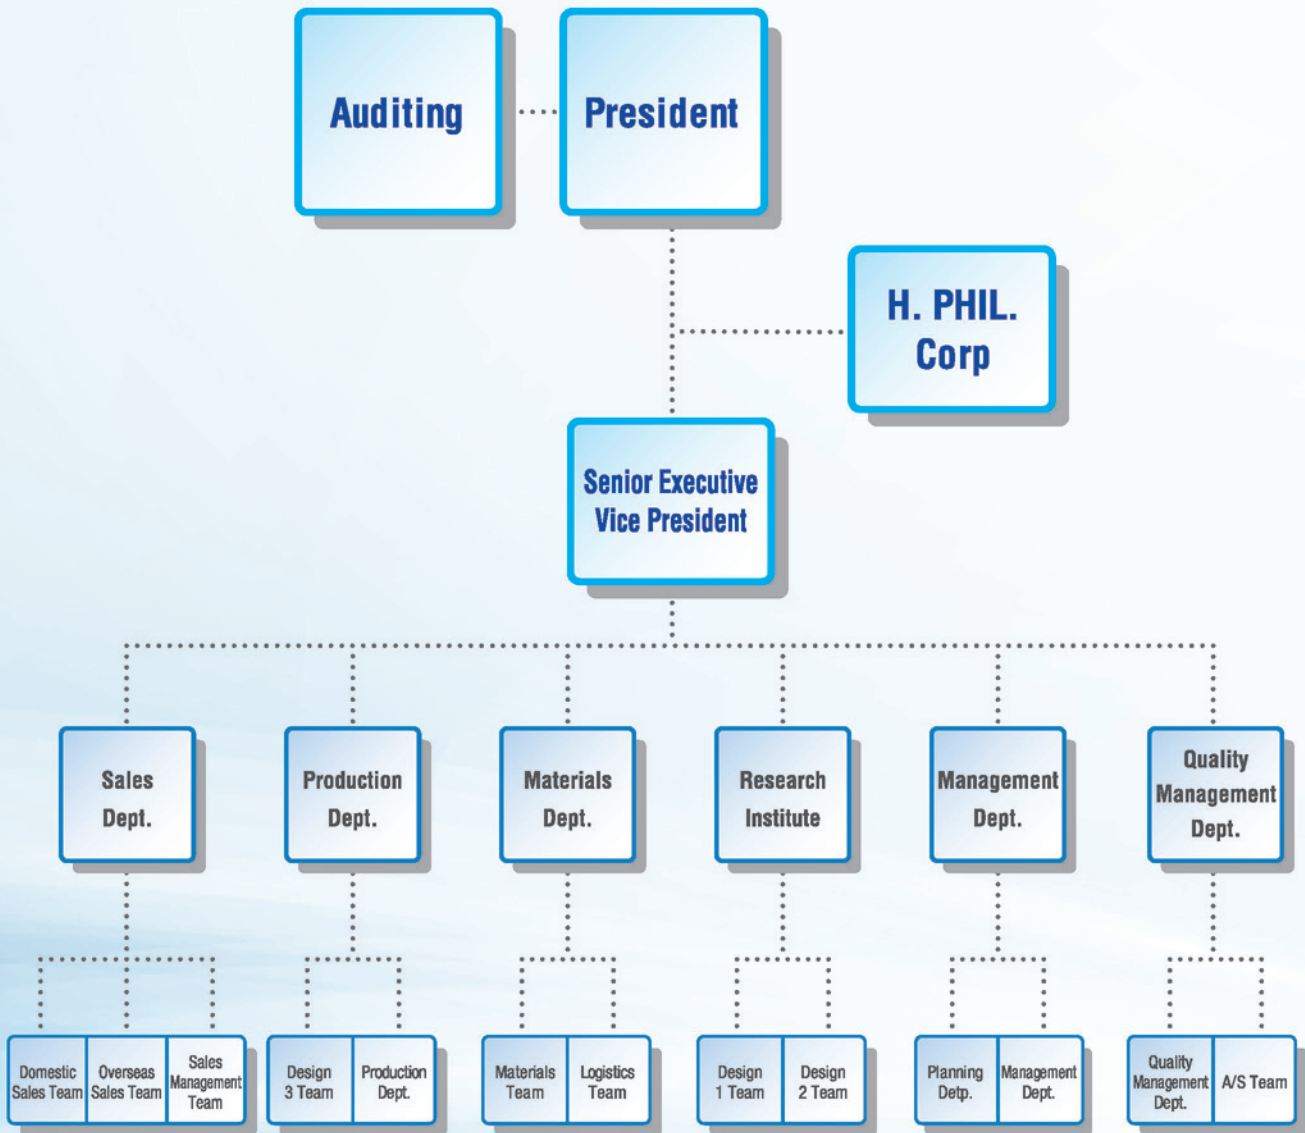 Auditing
President
H. PHIL.
Corp
Senior Executive
Vice President
Sales
Dept.
Production
Dept.
Materials
Dept.
Research
Institute
Management
Dept.
Quality
Management
Dept.
Domestic
Sales Team
Overseas
Sales Team
Sales
Management
Team
Design
3 Team
Production
Dept.
Materials
Team
Logistics
Team
Design
1 Team
Design
2 Team
Planning
Detp.
Management
Dept.
Quality
Management
Dept.
A/S Team